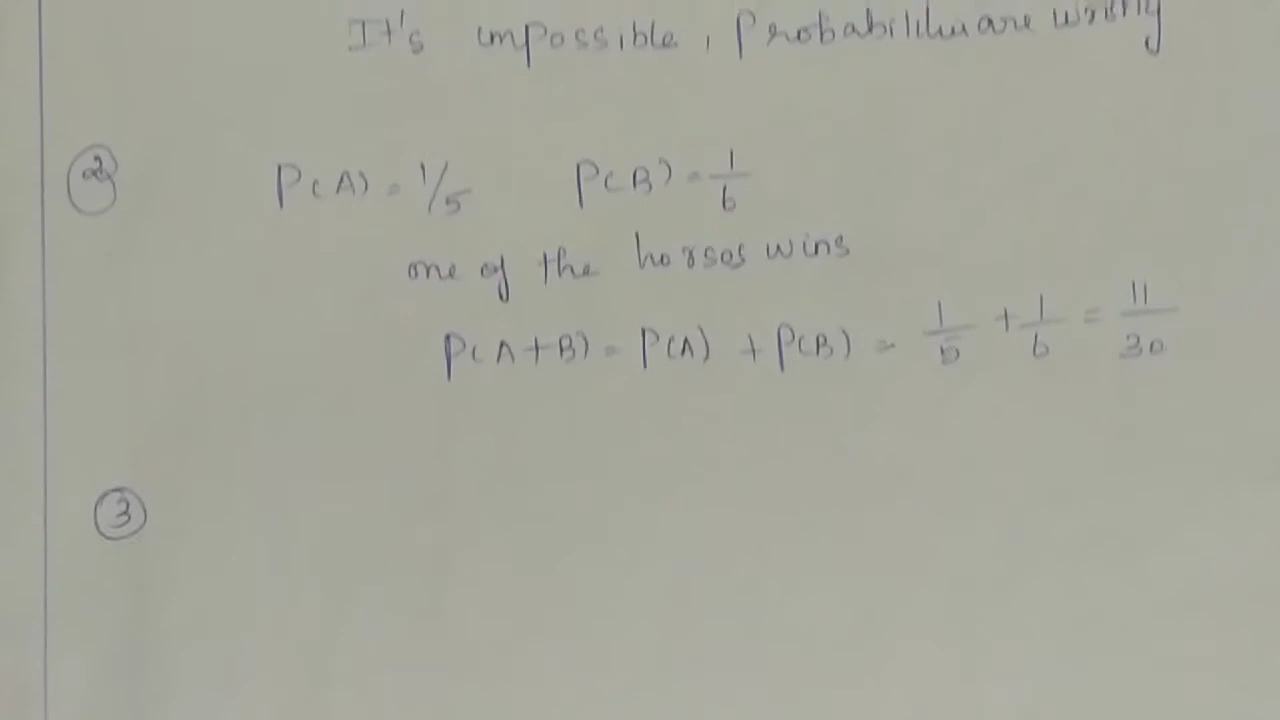 It's impossible, Probabilities are wrong
2 P(A) = 1/5 P(B) = 1/6
one of the horses wins
P(A+B) = P(A) + P(B) = 1/5 + 1/6 = 11/30
3